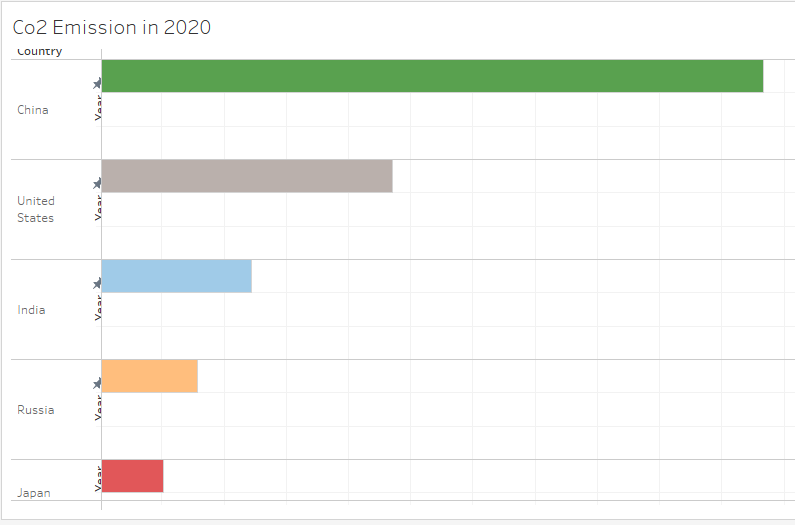 Co2 Emission in 2020
Country
China
Year
United
States
Year
India
Year
Russia
Year
Japan
Year